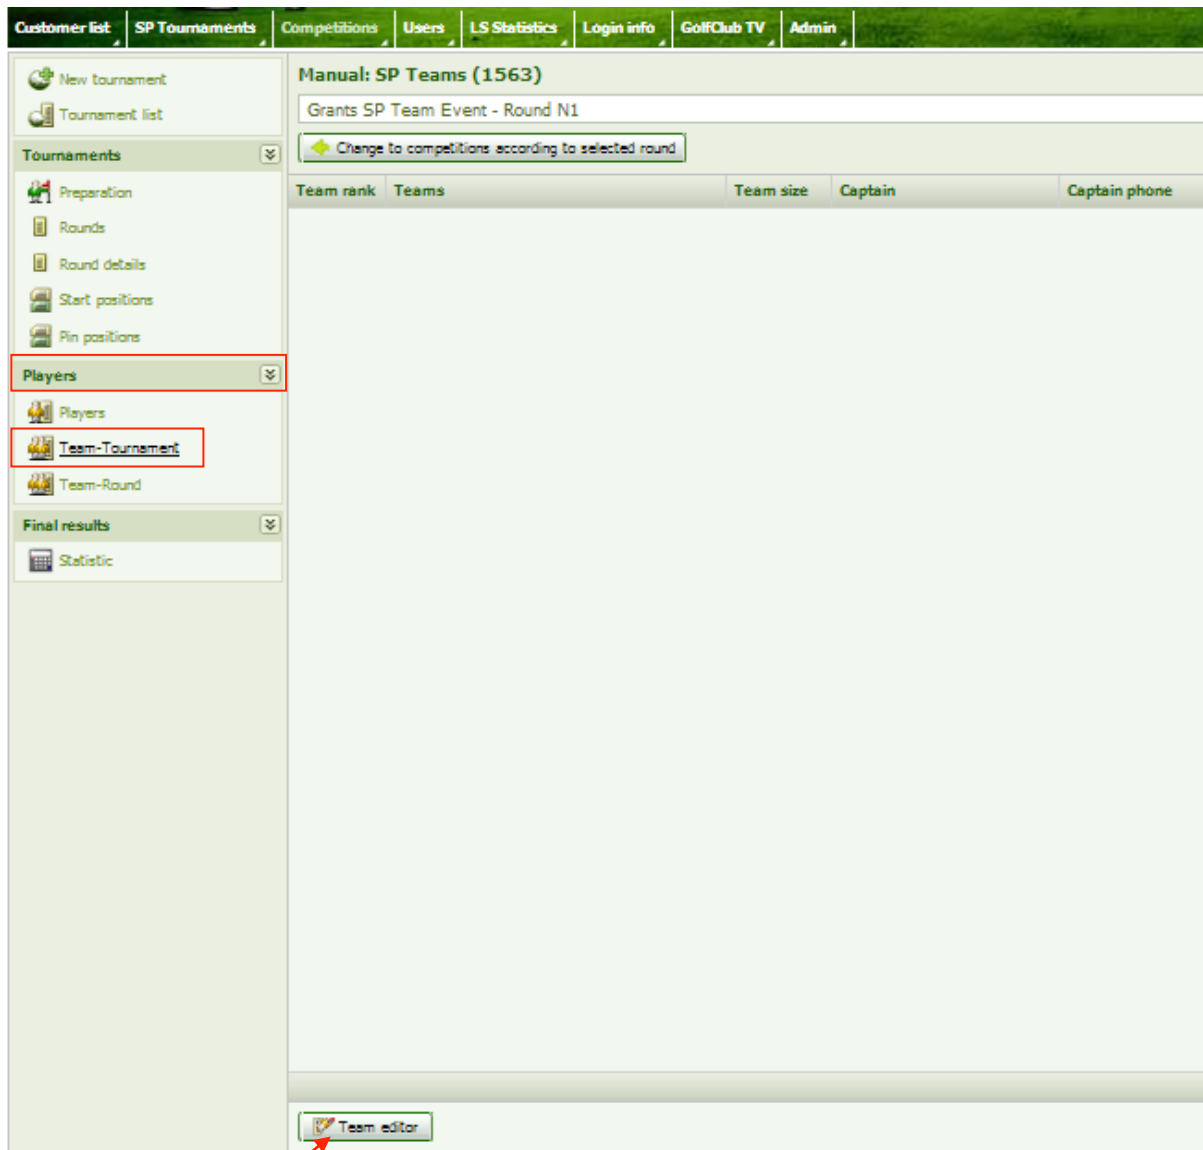 Customer list SP Tournaments Competitions Users LS Statistics Login info GolfClub TV Admin
New tournament
Tournament list
Tournaments
Preparation
Rounds
Round details
Start positions
Pin positions
Players
Players
Team-Tournament
Team-Round
Final results
Statistic
Manual: SP Teams (1563)
Grants SP Team Event - Round N1
Change to competitions according to selected round
Team rank Teams Team size Captain Captain phone
Team editor